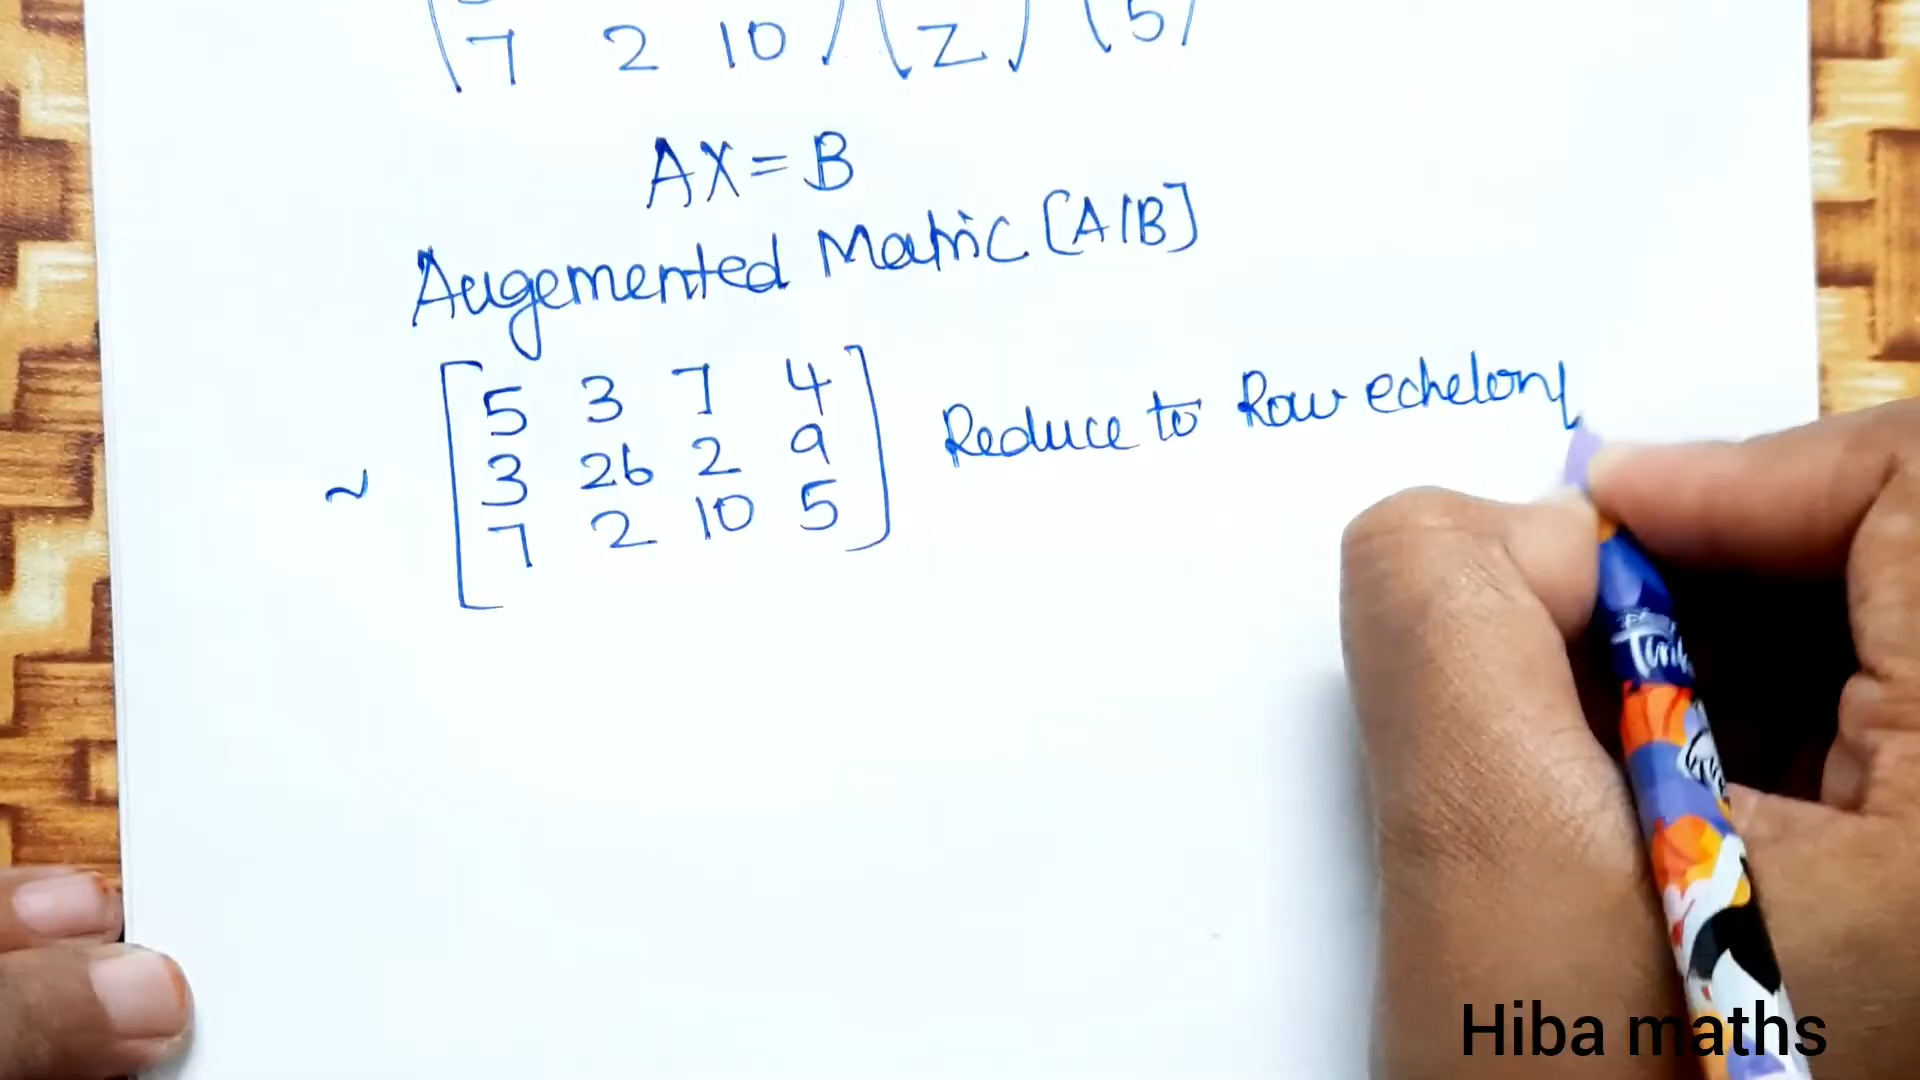 7 2 10 z 5
AX=B
Augemented Matric [A|B]
5 3 7 4 Reduce to Row echelon
~ 3 26 2 9
7 2 10 5
Hiba maths